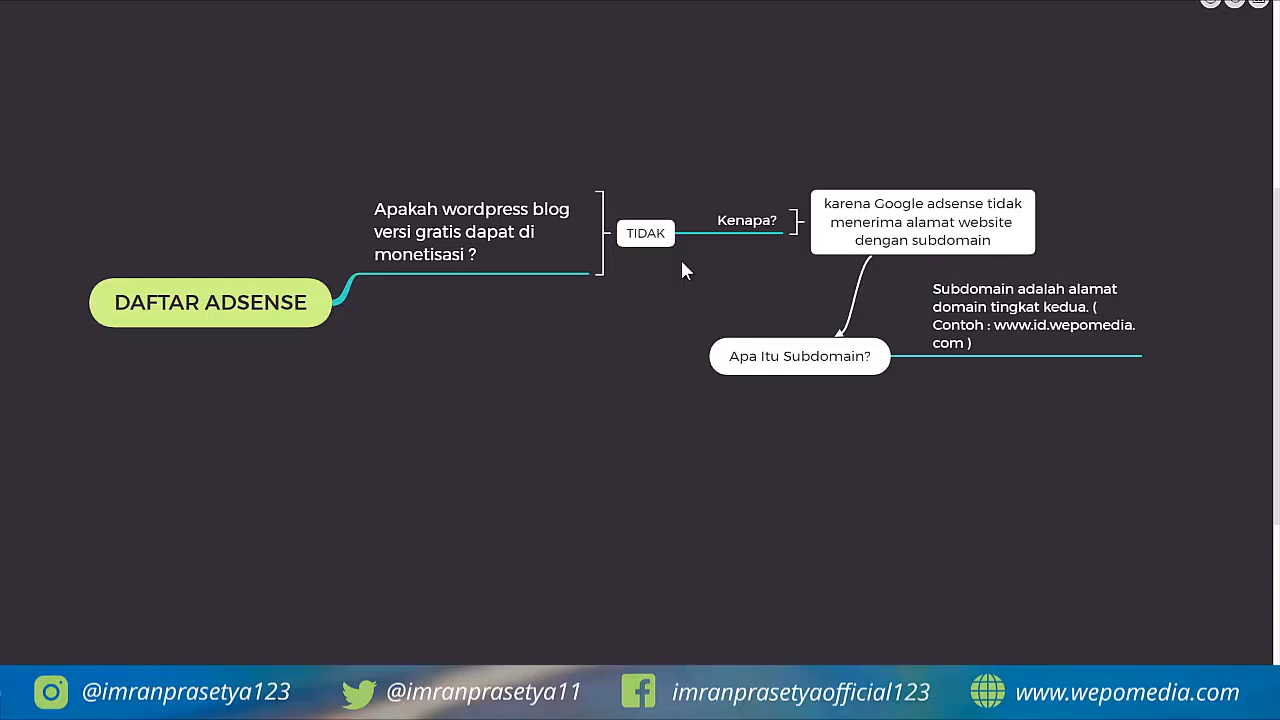 DAFTAR ADSENSE
Apakah wordpress blog
versi gratis dapat di
monetisasi ?
TIDAK
Kenapa?
karena Google adsense tidak
menerima alamat website
dengan subdomain
Apa Itu Subdomain?
Subdomain adalah alamat
domain tingkat kedua. (
Contoh : www.id.wepomedia.
com )
@imranprasetya123
@imranprasetya11
imranprasetyaofficial123
www.wepomedia.com